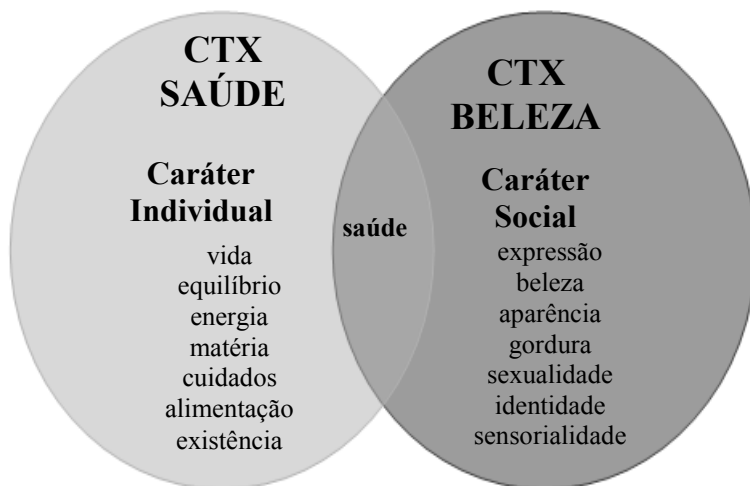 CTX
SAÚDE
Caráter
Individual
vida
equilíbrio
energia
matéria
cuidados
alimentação
existência
saúde
CTX
BELEZA
Caráter
Social
expressão
beleza
aparência
gordura
sexualidade
identidade
sensorialidade